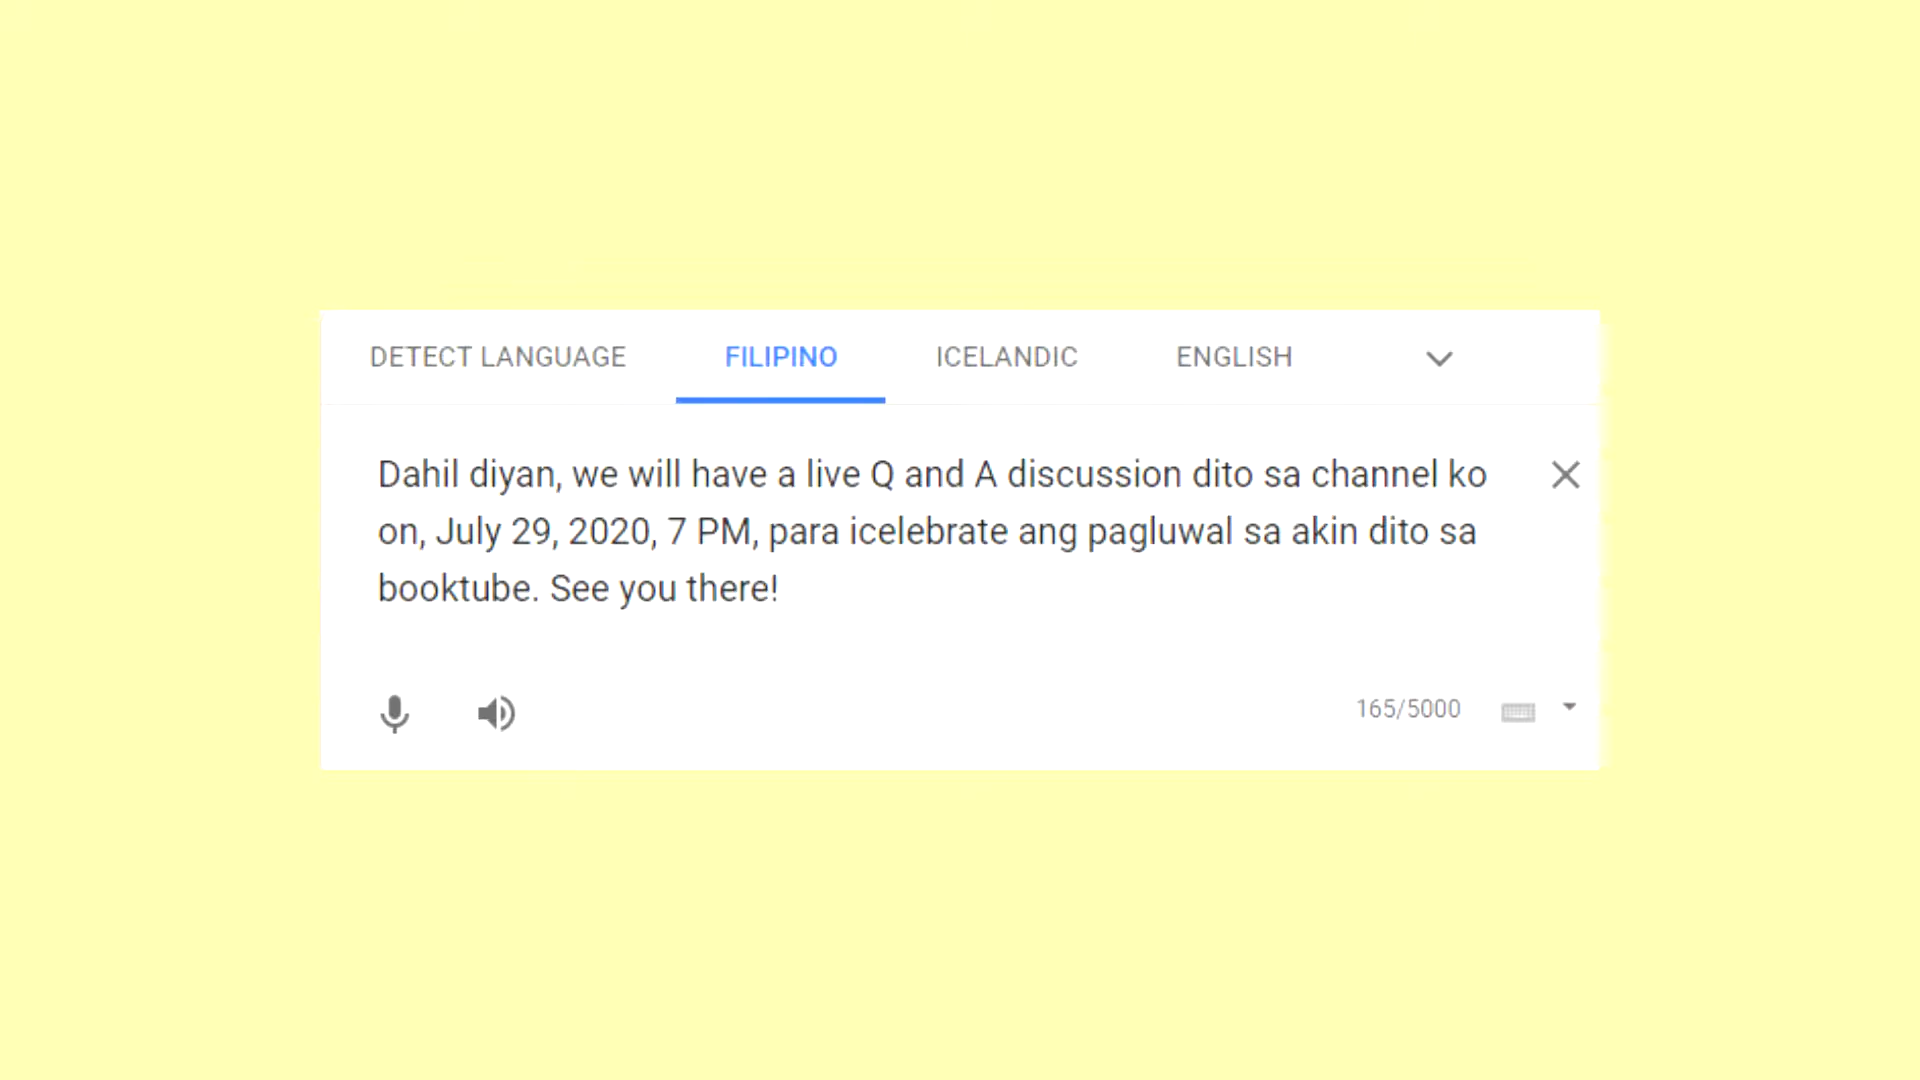 DETECT LANGUAGE FILIPINO ICELANDIC ENGLISH
Dahil diyan, we will have a live Q and A discussion dito sa channel ko
on, July 29, 2020, 7 PM, para icelebrate ang pagluwal sa akin dito sa
booktube. See you there!
165/5000